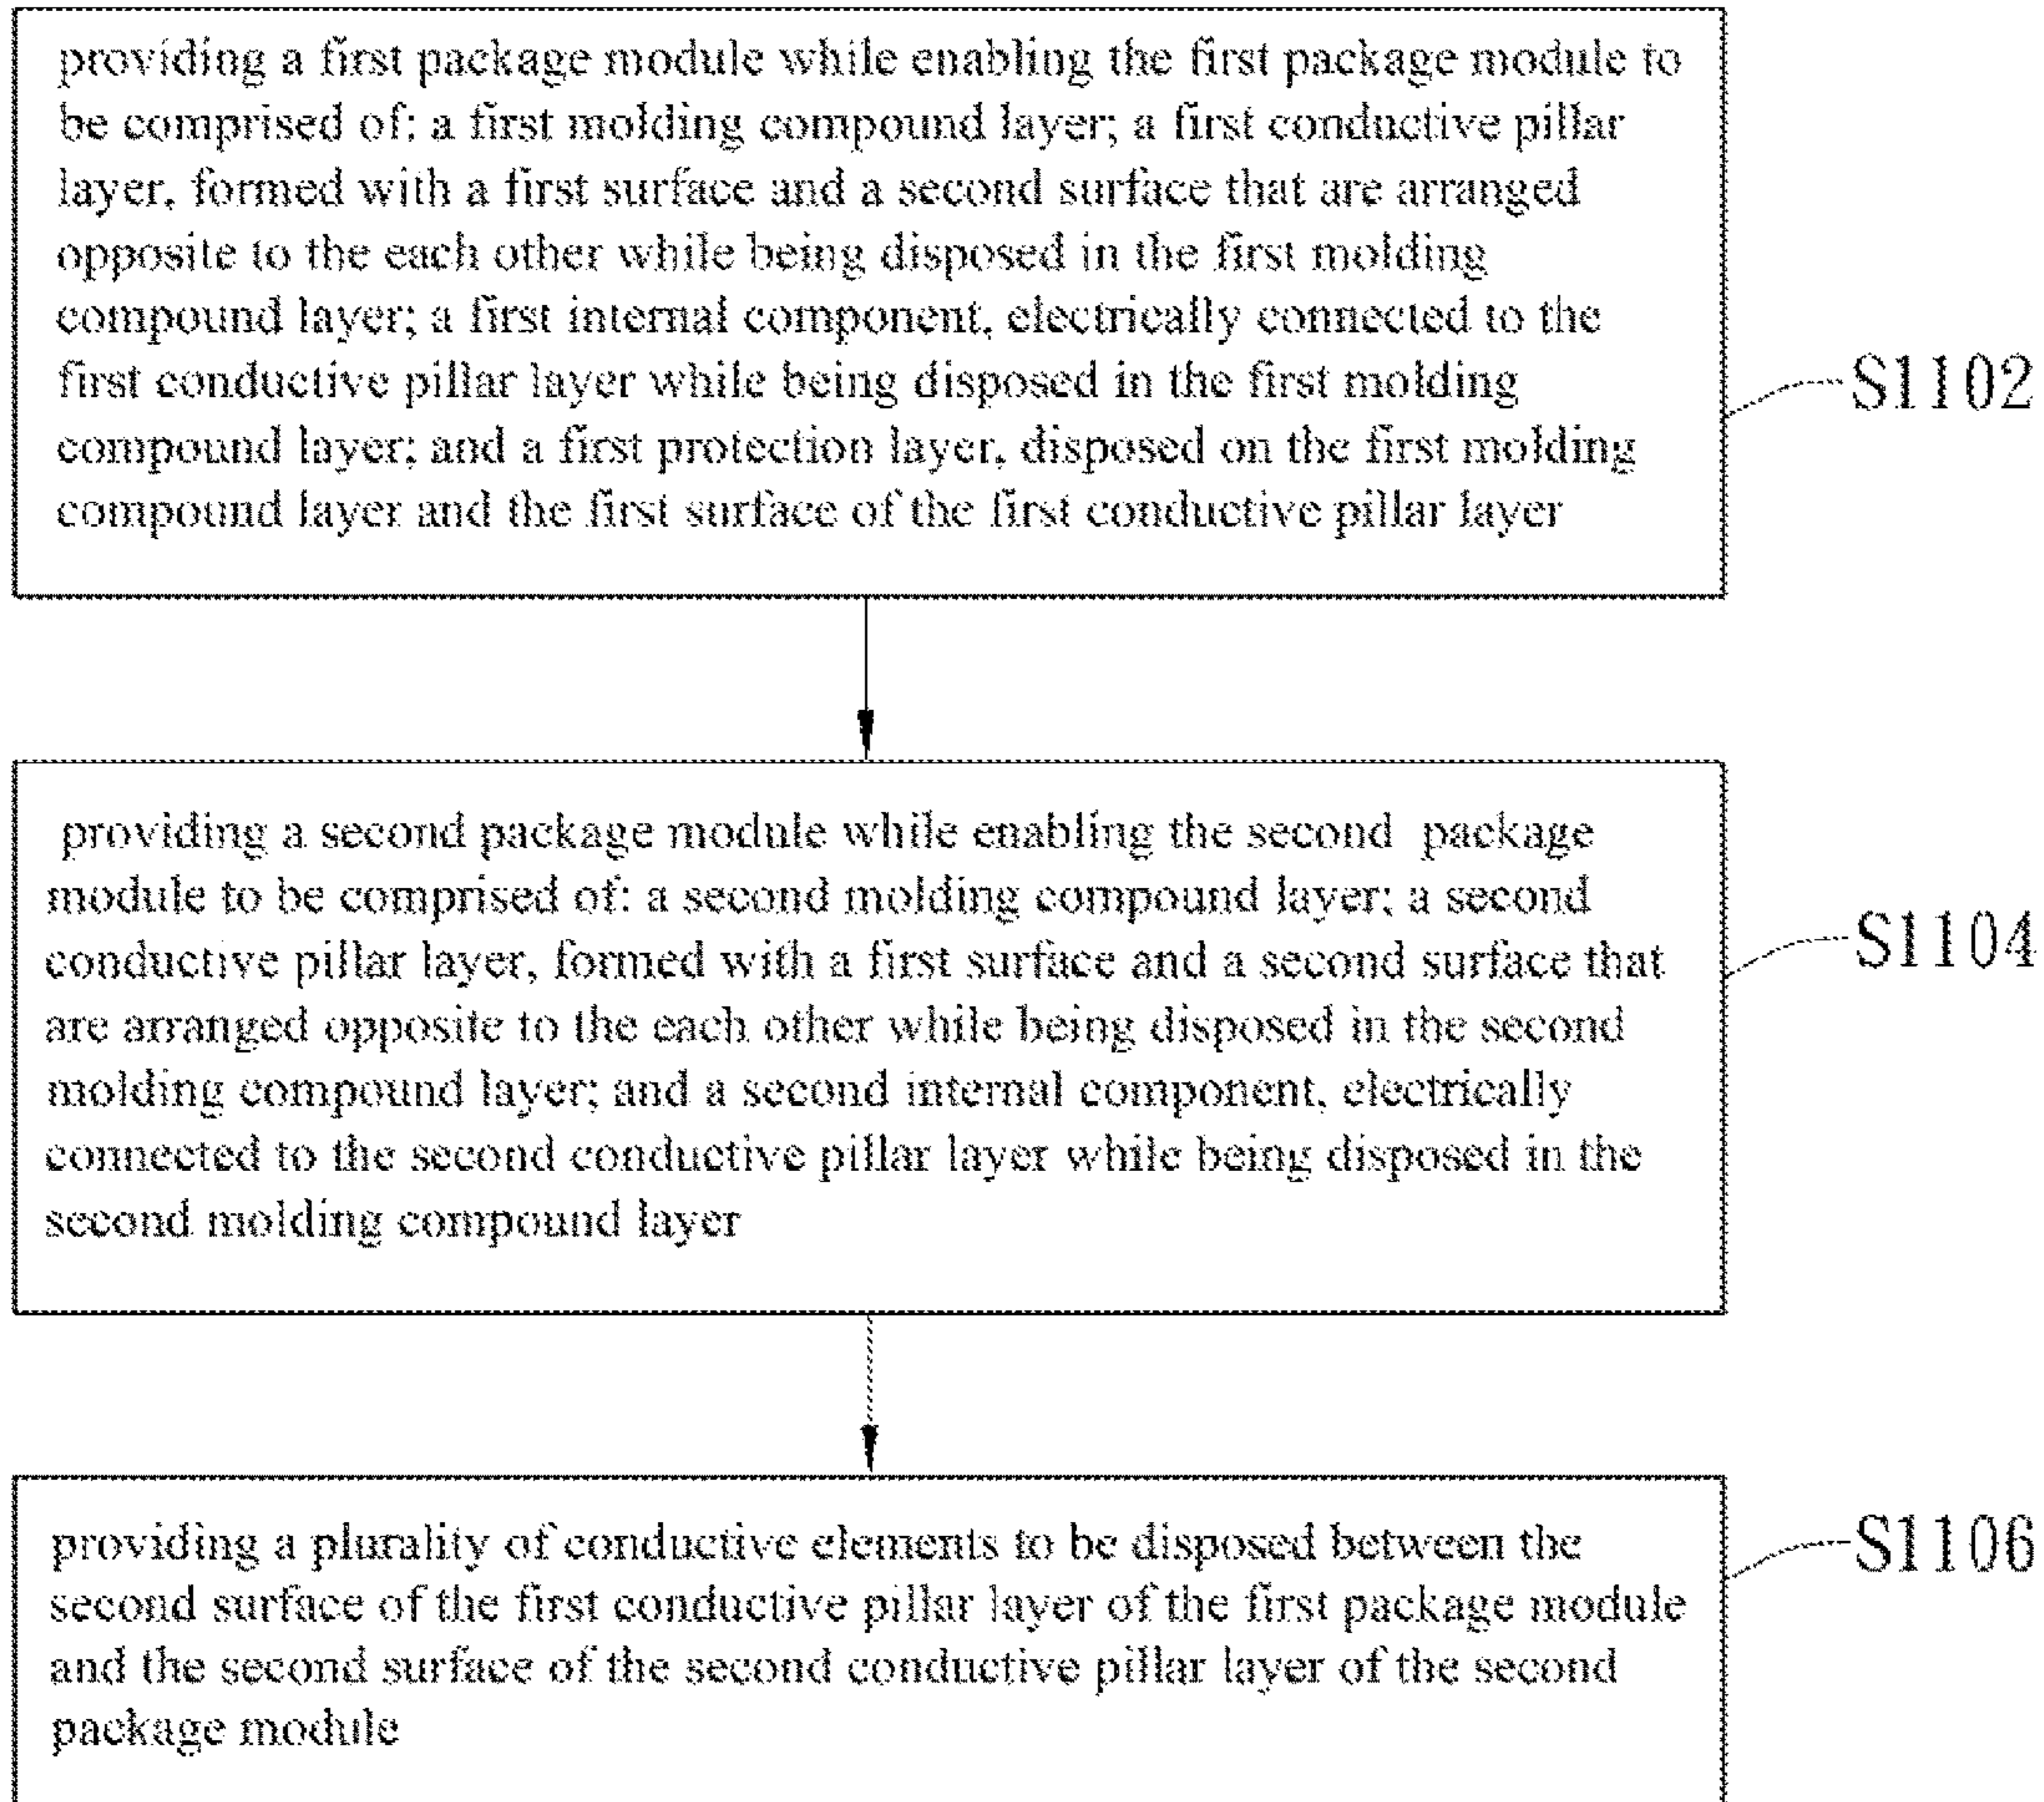 providing a first package module while enabling the first package module to
be comprised of: a first molding compound layer; a first conductive pillar
layer, formed with a first surface and a second surface that are arranged
opposite to the each other while being disposed in the first molding
compound layer; a first internal component, electrically connected to the
first conductive pillar layer while being disposed in the first molding
compound layer; and a first protection layer, disposed on the first molding
compound layer and the first surface of the first conductive pillar layer
S1102
providing a second package module while enabling the second package
module to be comprised of: a second molding compound layer; a second
conductive pillar layer, formed with a first surface and a second surface that
are arranged opposite to the each other while being disposed in the second
molding compound layer; and a second internal component, electrically
connected to the second conductive pillar layer while being disposed in the
second molding compound layer
S1104
providing a plurality of conductive elements to be disposed between the
second surface of the first conductive pillar layer of the first package module
and the second surface of the second conductive pillar layer of the second
package module
S1106